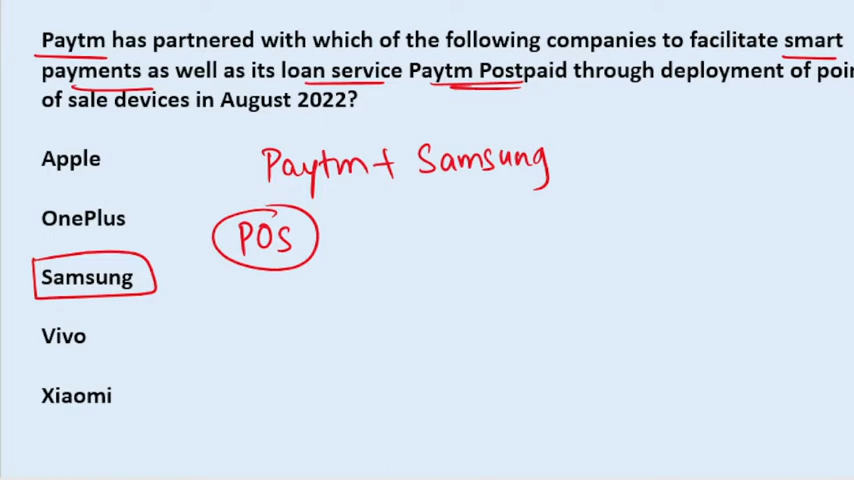 Paytm has partnered with which of the following companies to facilitate smart
payments as well as its loan service Paytm Postpaid through deployment of poi
of sale devices in August 2022?
Apple
Paytm + Samsung
OnePlus
POS
Samsung
Vivo
Xiaomi